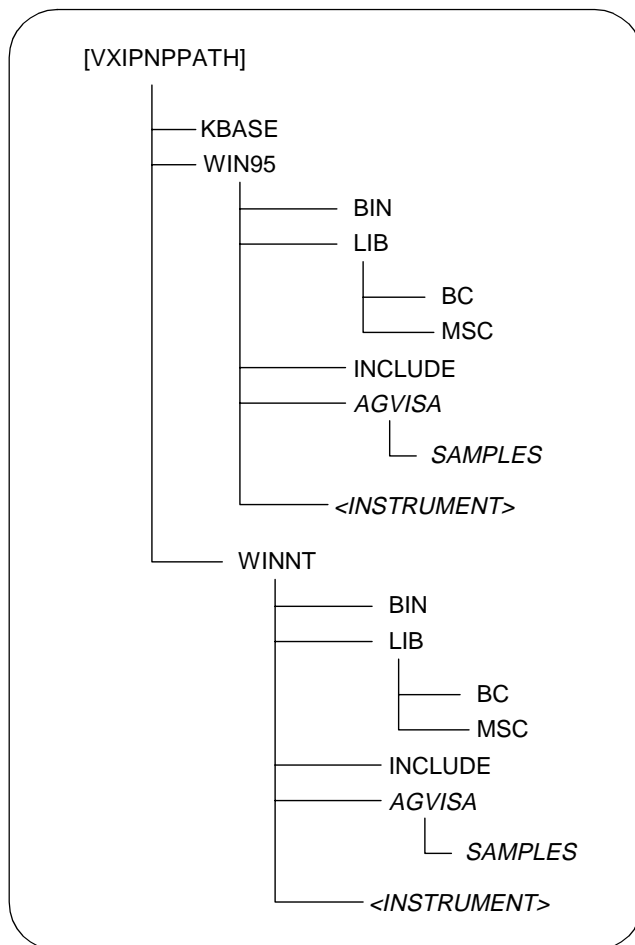 [VXIPNPPATH]
KBASE
WIN95
BIN
LIB
BC
MSC
INCLUDE
AGVISA
SAMPLES
<INSTRUMENT>
WINNT
BIN
LIB
BC
MSC
INCLUDE
AGVISA
SAMPLES
<INSTRUMENT>